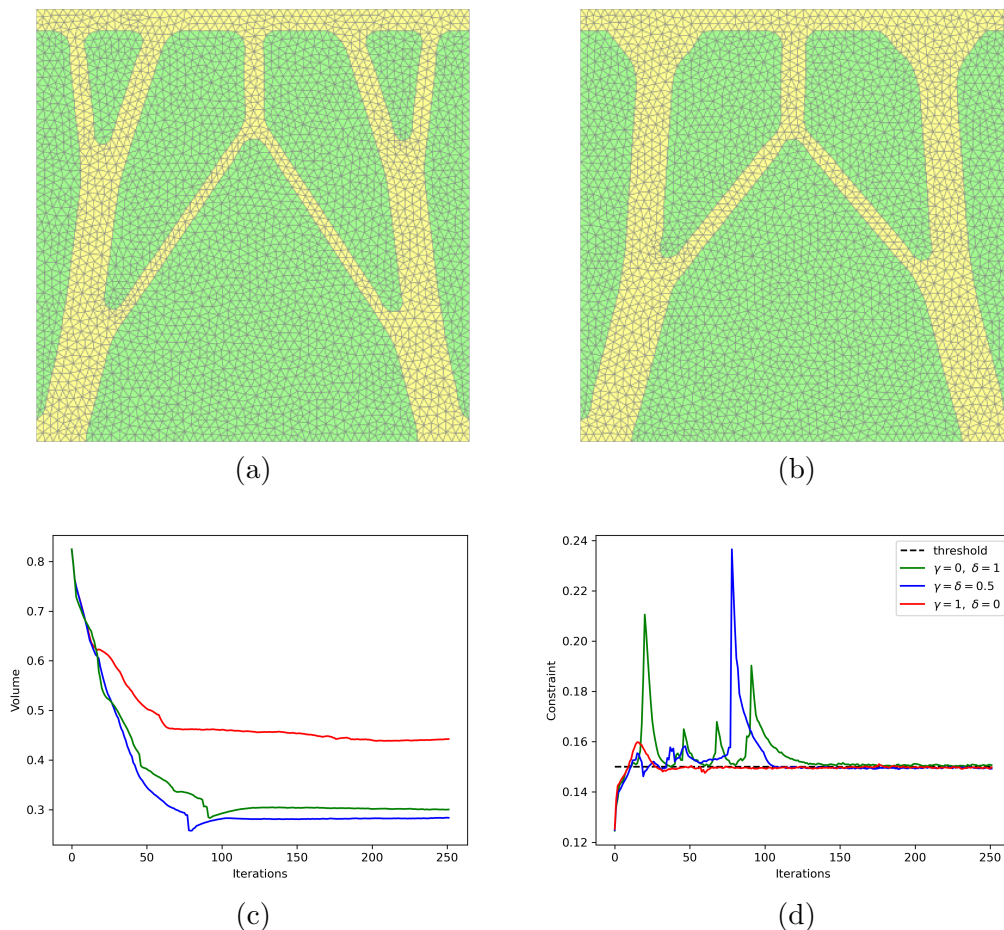 (a)
(b)
0.8
0.7
0.6
0.5
0.4
0.3
Volume
0
50
100
150
200
250
Iterations
(c)
0.24
0.22
0.20
0.18
0.16
0.14
0.12
Constraint
threshold
γ = 0, δ = 1
γ = δ = 0.5
γ = 1, δ = 0
0
50
100
150
200
250
Iterations
(d)